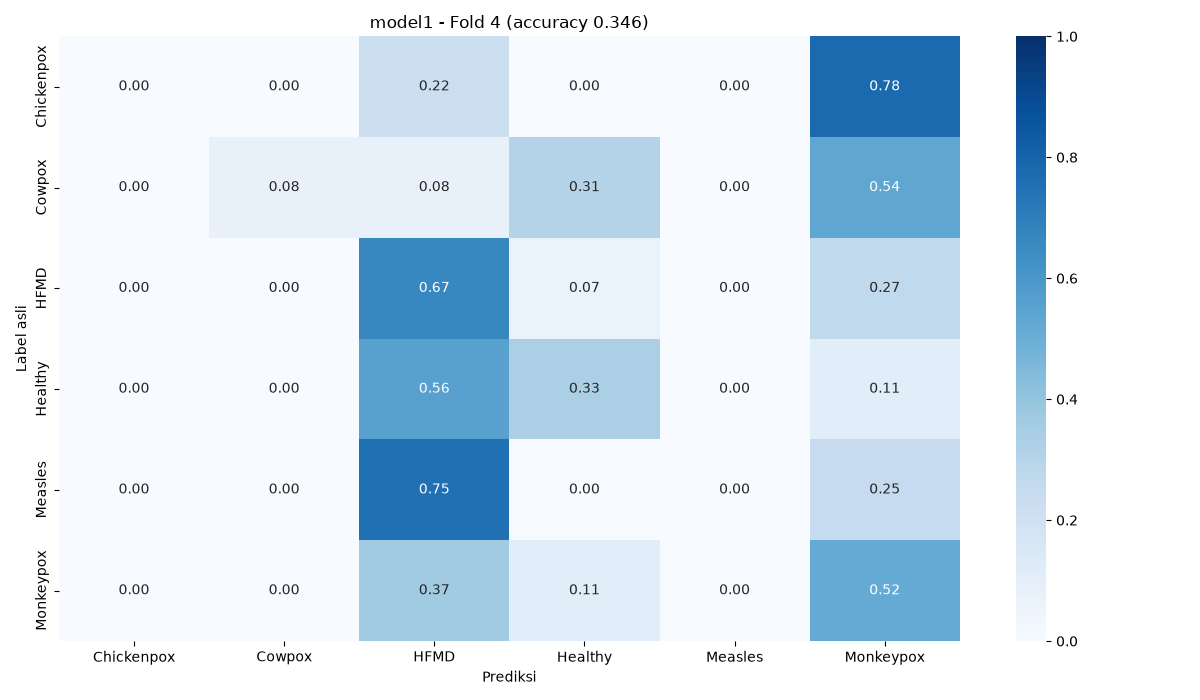 model1 - Fold 4 (accuracy 0.346)
Label asli
Chickenpox 0.00 0.00 0.22 0.00 0.00 0.78
Cowpox 0.00 0.08 0.08 0.31 0.00 0.54
HFMD 0.00 0.00 0.67 0.07 0.00 0.27
Healthy 0.00 0.00 0.56 0.33 0.00 0.11
Measles 0.00 0.00 0.75 0.00 0.00 0.25
Monkeypox 0.00 0.00 0.37 0.11 0.00 0.52
Chickenpox Cowpox HFMD Healthy Measles Monkeypox
Prediksi
1.0
0.8
0.6
0.4
0.2
0.0